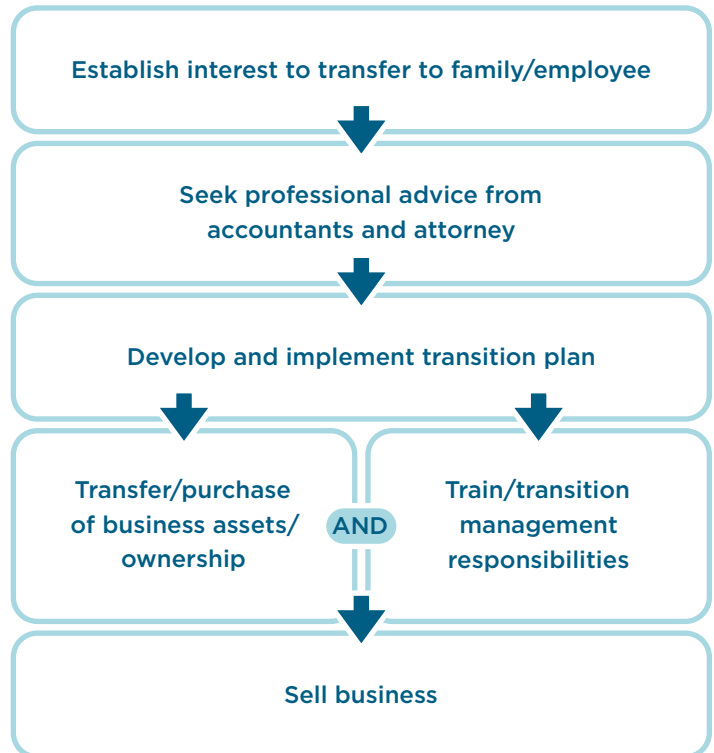 Establish interest to transfer to family/employee
Seek professional advice from
accountants and attorney
Develop and implement transition plan
Transfer/purchase
of business assets/
ownership
AND
Train/transition
management
responsibilities
Sell business